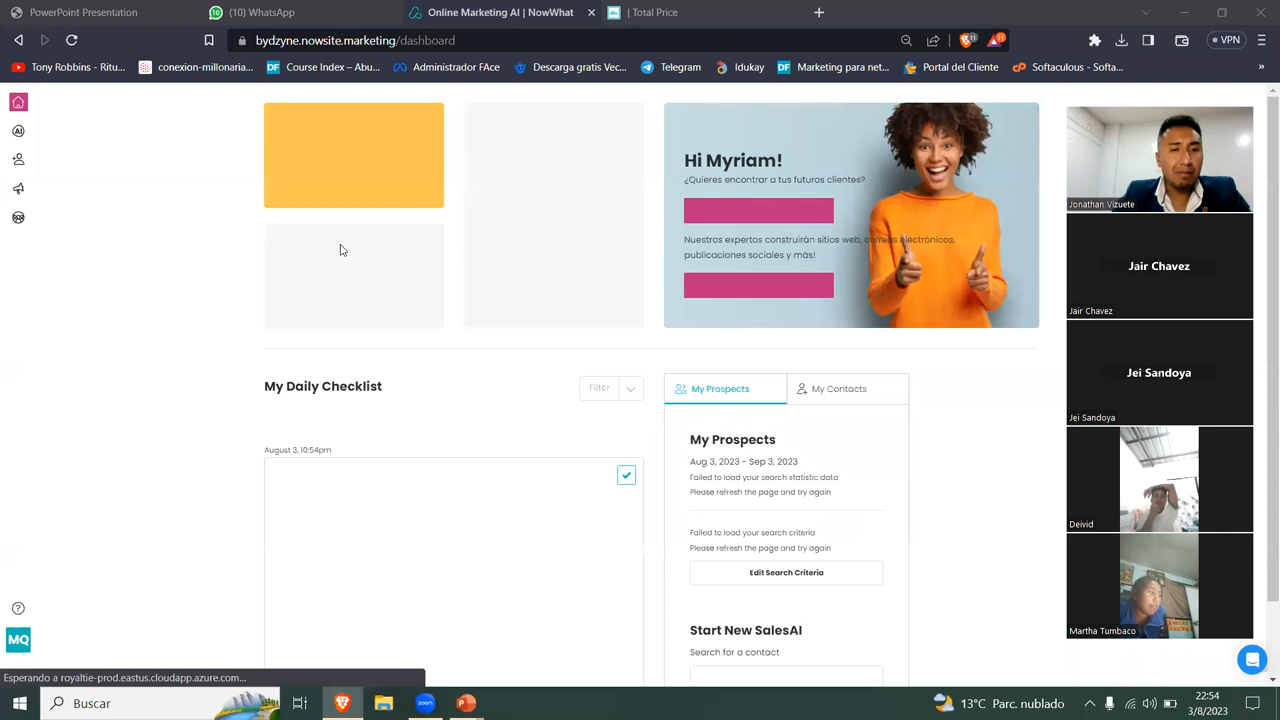 PowerPoint Presentation
(10) WhatsApp
Online Marketing AI | NowWhat
| Total Price
bydzyne.nowsite.marketing/dashboard
VPN
Tony Robbins - Ritu...
conexion-millonaria...
Course Index – Abu...
Administrador FAce
Descarga gratis Vec...
Telegram
Idukay
Marketing para net...
Portal del Cliente
Softaculous - Softa...
»
AI
Hi Myriam!
¿Quieres encontrar a tus futuros clientes?
Nuestros expertos construirán sitios web, correos electrónicos,
publicaciones sociales y más!
My Daily Checklist
Filter
August 3, 10:54pm
My Prospects
My Contacts
My Prospects
Aug 3, 2023 - Sep 3, 2023
Failed to load your search statistic data
Please refresh the page and try again
Failed to load your search criteria
Please refresh the page and try again
Edit Search Criteria
Start New SalesAI
Search for a contact
Jonathan Vizuete
Jair Chavez
Jair Chavez
Jei Sandoya
Jei Sandoya
Deivid
Martha Tumbaco
MQ
Esperando a royaltie-prod.eastus.cloudapp.azure.com...
Buscar
zoom
13°C Parc. nublado
22:54
3/8/2023